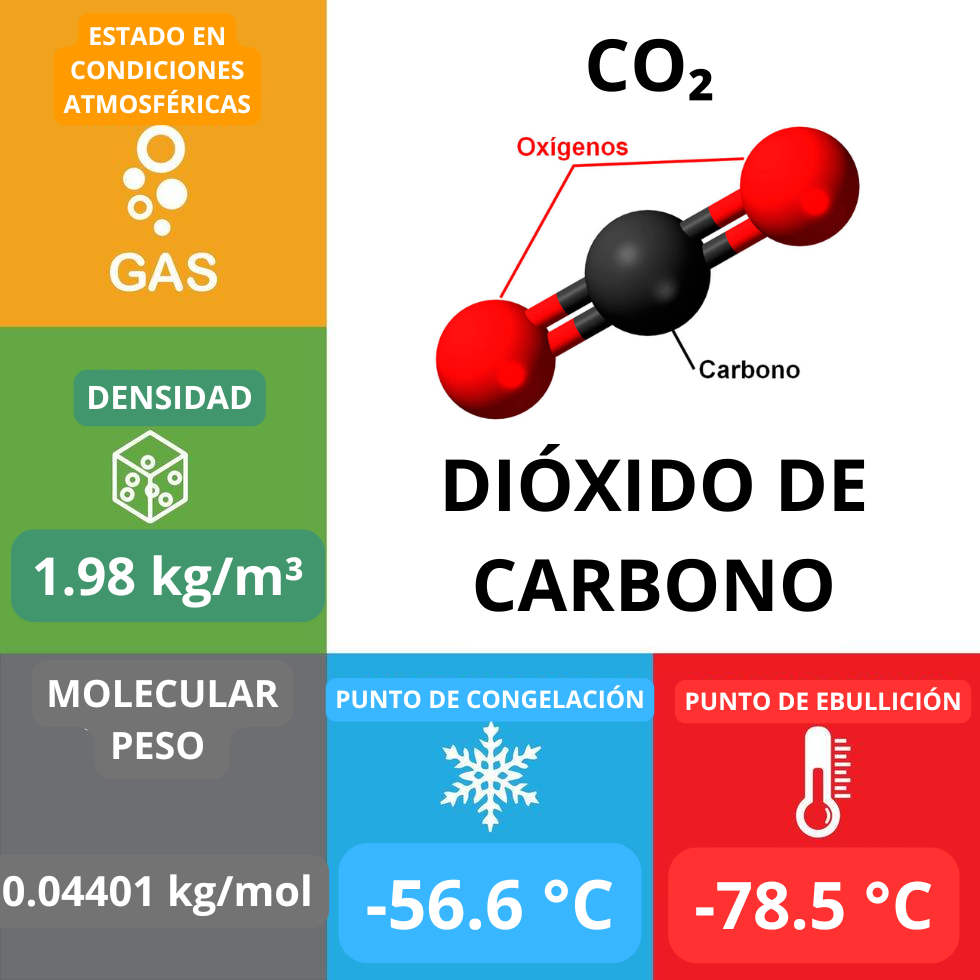 ESTADO EN
CONDICIONES
ATMOSFÉRICAS
GAS
CO₂
Oxígenos
Carbono
DIÓXIDO DE
CARBONO
DENSIDAD
1.98 kg/m³
MOLECULAR
PESO
0.04401 kg/mol
PUNTO DE CONGELACIÓN
-56.6 °C
PUNTO DE EBULLICIÓN
-78.5 °C